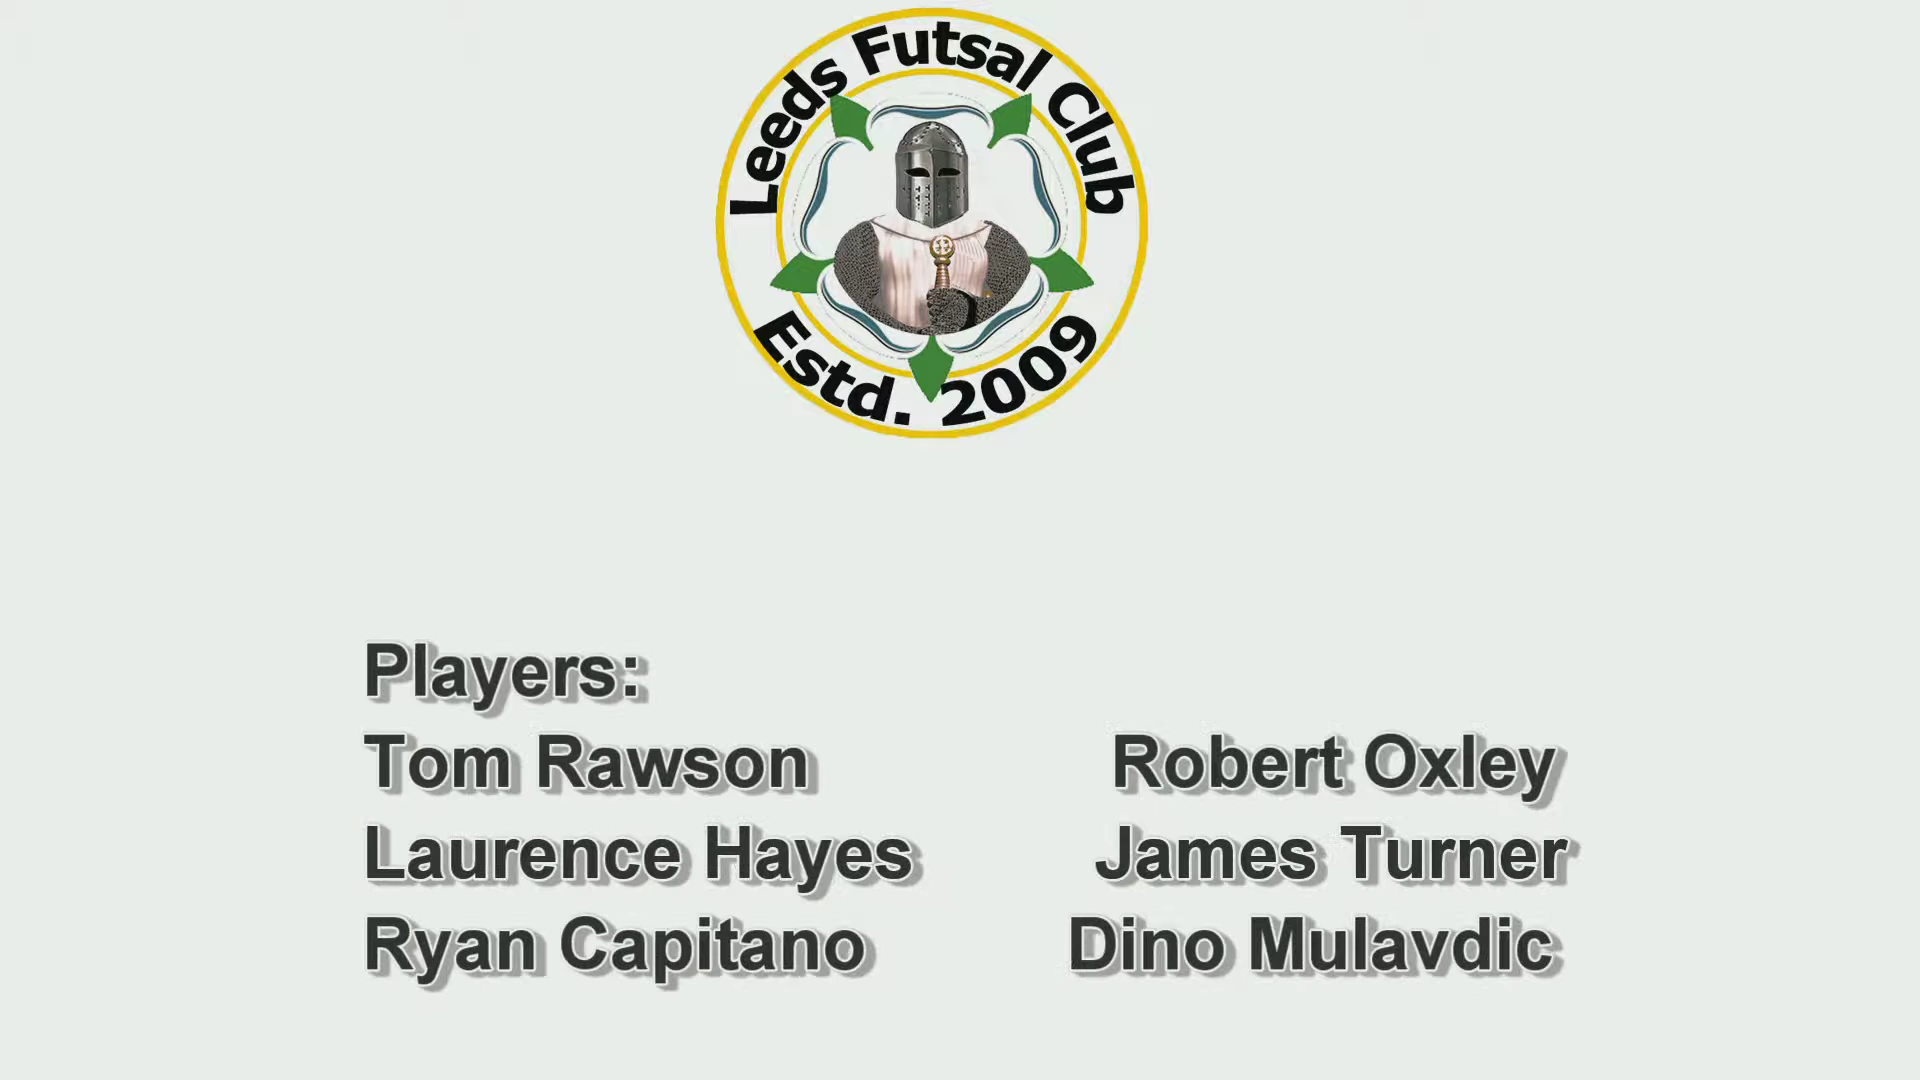 Leeds Futsal Club
Estd. 2009
Players:
Tom Rawson Robert Oxley
Laurence Hayes James Turner
Ryan Capitano Dino Mulavdic